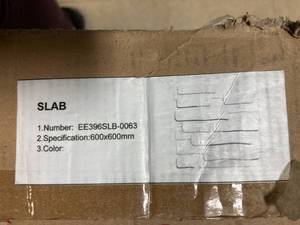 SLAB
1.Number: EE396SLB-0063
2.Specification:600x600mm
3.Color: